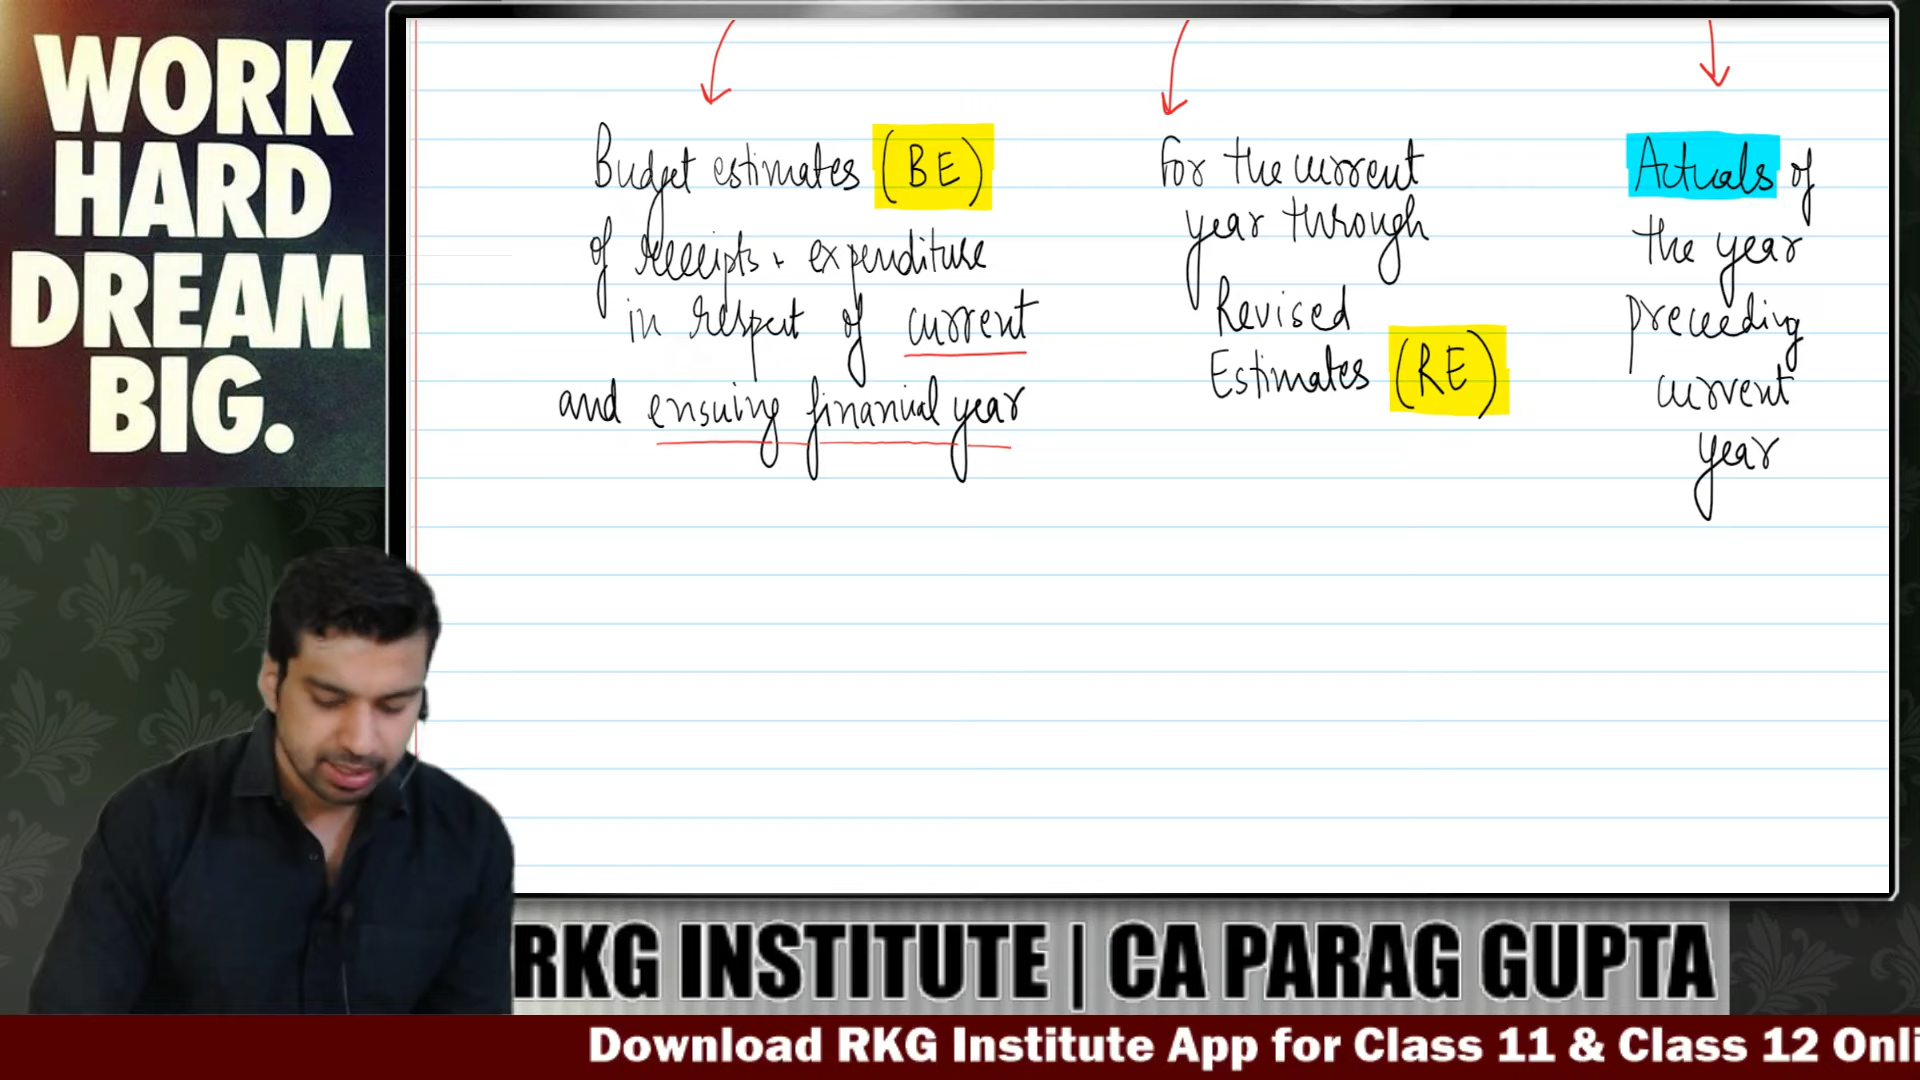 WORK
HARD
DREAM
BIG.
Budget estimates (BE)
of receipts + expenditure
in respect of current
and ensuing financial year
For the current
year through
Revised
Estimates (RE)
Actuals of
the year
preceeding
current
year
RKG INSTITUTE | CA PARAG GUPTA
Download RKG Institute App for Class 11 & Class 12 Onli